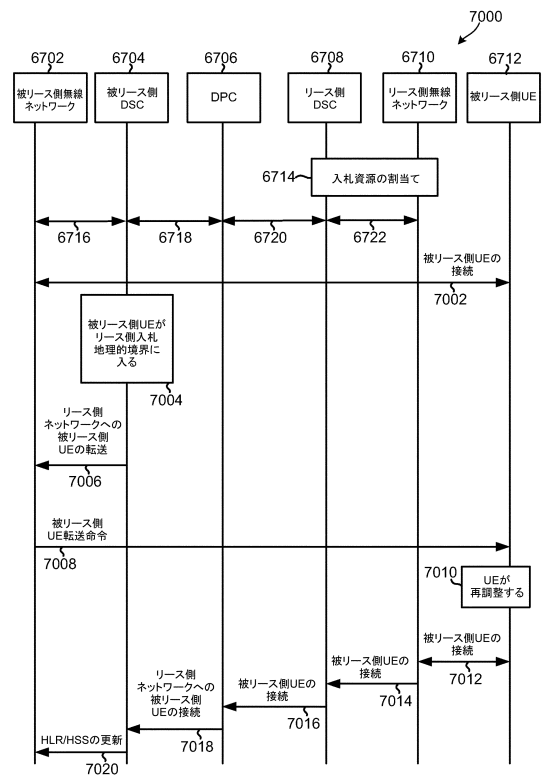 7000
6702
6704
6706
6708
6710
6712
被リース側無線
ネットワーク
被リース側
DSC
DPC
リース側
DSC
リース側無線
ネットワーク
被リース側UE
6714
入札資源の割当て
6716
6718
6720
6722
被リース側UEの
接続
7002
被リース側UEが
リース側入札
地理的境界に
入る
7004
リース側
ネットワークへの
被リース側
UEの転送
7006
被リース側
UE転送命令
7008
7010
UEが
再調整する
被リース側UEの
接続
7012
被リース側UEの
接続
7014
被リース側UEの
接続
7016
リース側
ネットワークへの
被リース側
UEの接続
7018
HLR/HSSの更新
7020